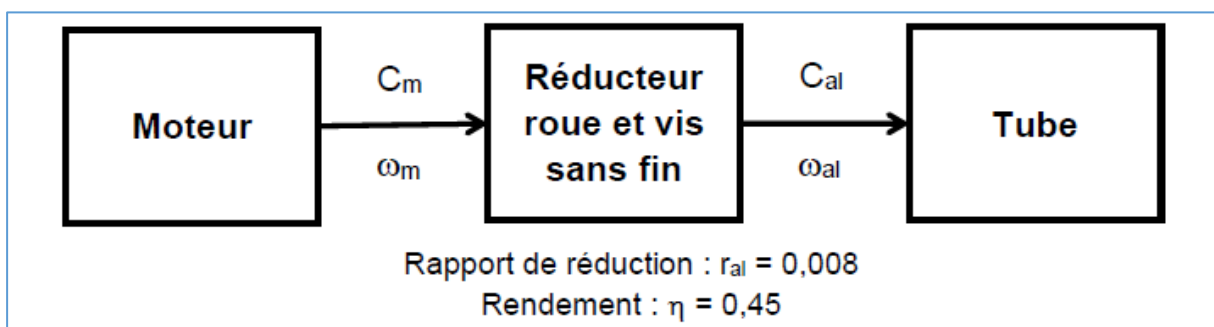 Moteur
Cm
ωm
Réducteur
roue et vis
sans fin
Cal
ωal
Tube
Rapport de réduction : ral = 0,008
Rendement : η = 0,45